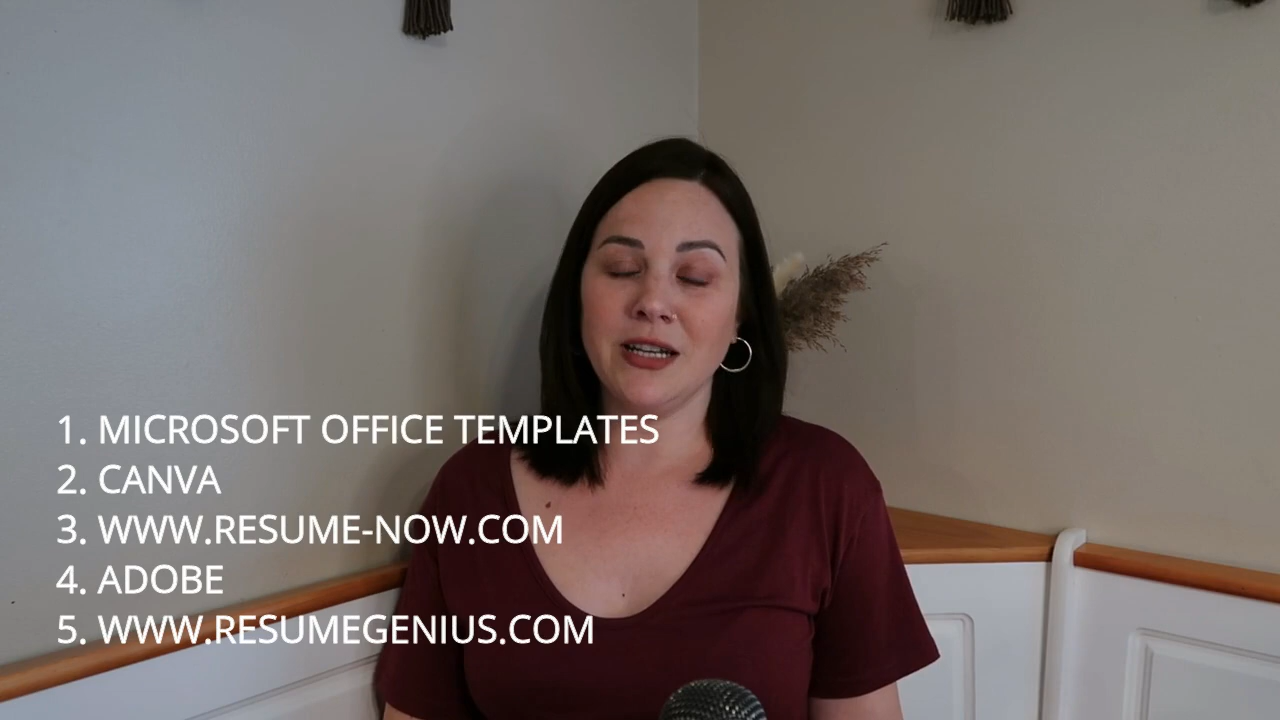 1. MICROSOFT OFFICE TEMPLATES
2. CANVA
3. WWW.RESUME-NOW.COM
4. ADOBE
5. WWW.RESUMEGENIUS.COM